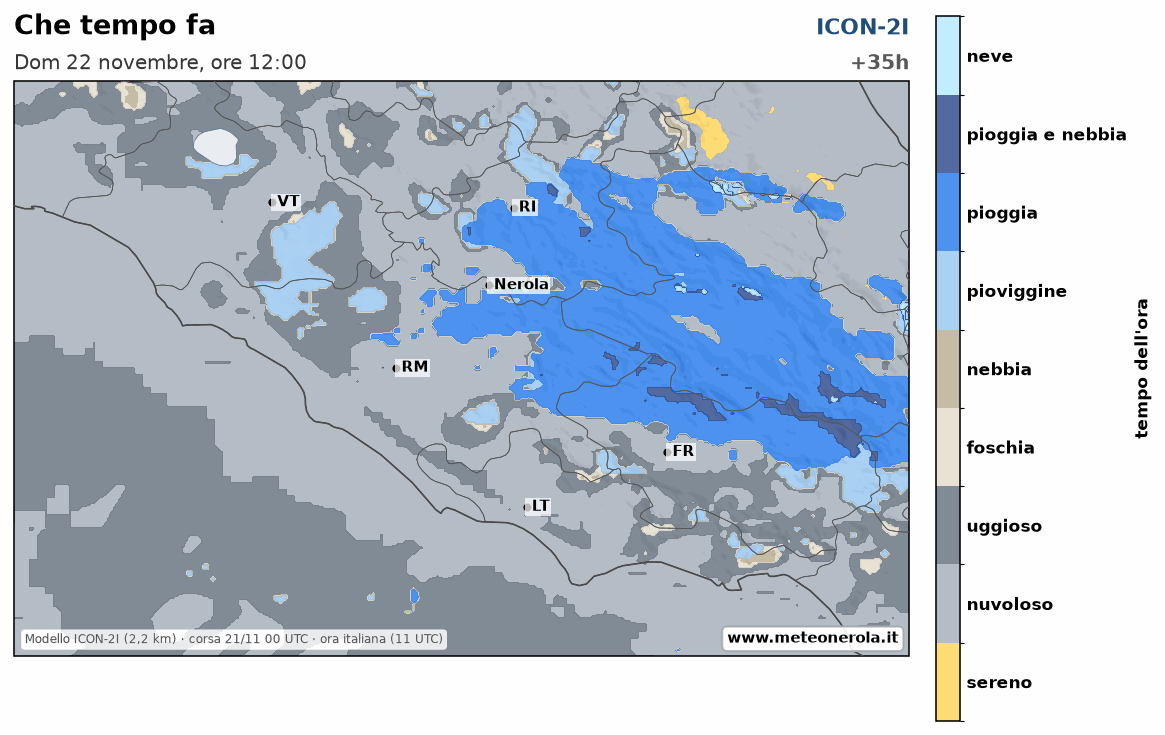 Che tempo fa
ICON-2I
Dom 22 novembre, ore 12:00
+35h
neve
pioggia e nebbia
pioggia
pioviggine
nebbia
foschia
uggioso
nuvoloso
sereno
tempo dell'ora
VT
RI
Nerola
RM
FR
LT
Modello ICON-2I (2,2 km) · corsa 21/11 00 UTC · ora italiana (11 UTC)
www.meteonerola.it